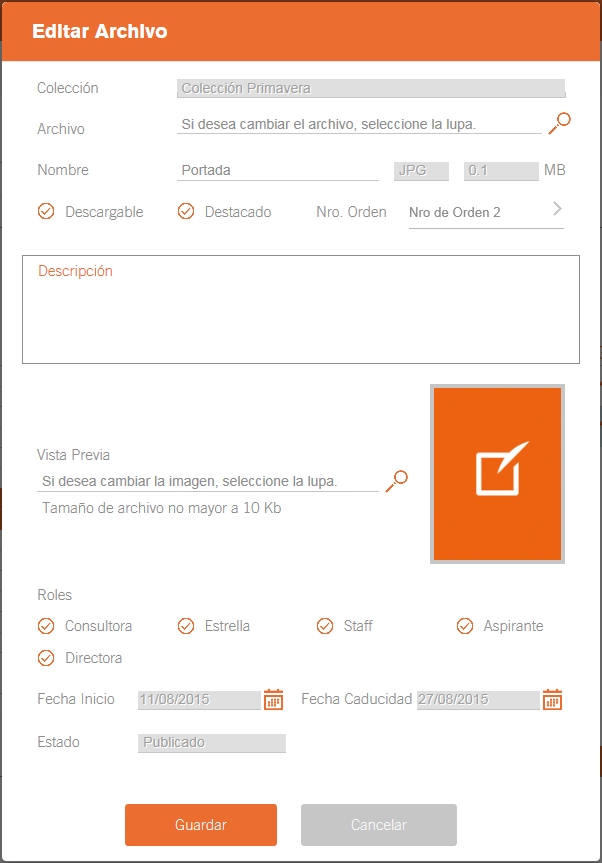 Editar Archivo
Colección Colección Primavera
Archivo Si desea cambiar el archivo, seleccione la lupa.
Nombre Portada JPG 0.1 MB
Descargable Destacado Nro. Orden Nro de Orden 2
Descripción
Vista Previa
Si desea cambiar la imagen, seleccione la lupa.
Tamaño de archivo no mayor a 10 Kb
Roles
Consultora Estrella Staff Aspirante
Directora
Fecha Inicio 11/08/2015 Fecha Caducidad 27/08/2015
Estado Publicado
Guardar Cancelar